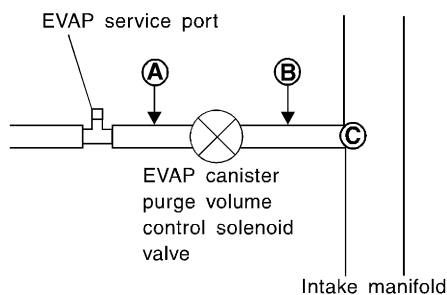 EVAP service port
A
B
C
EVAP canister
purge volume
control solenoid
valve
Intake manifold